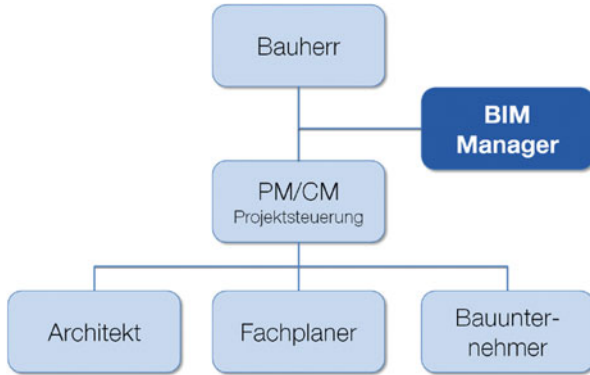 Bauherr
BIM
Manager
PM/CM
Projektsteuerung
Architekt
Fachplaner
Bauunter-
nehmer